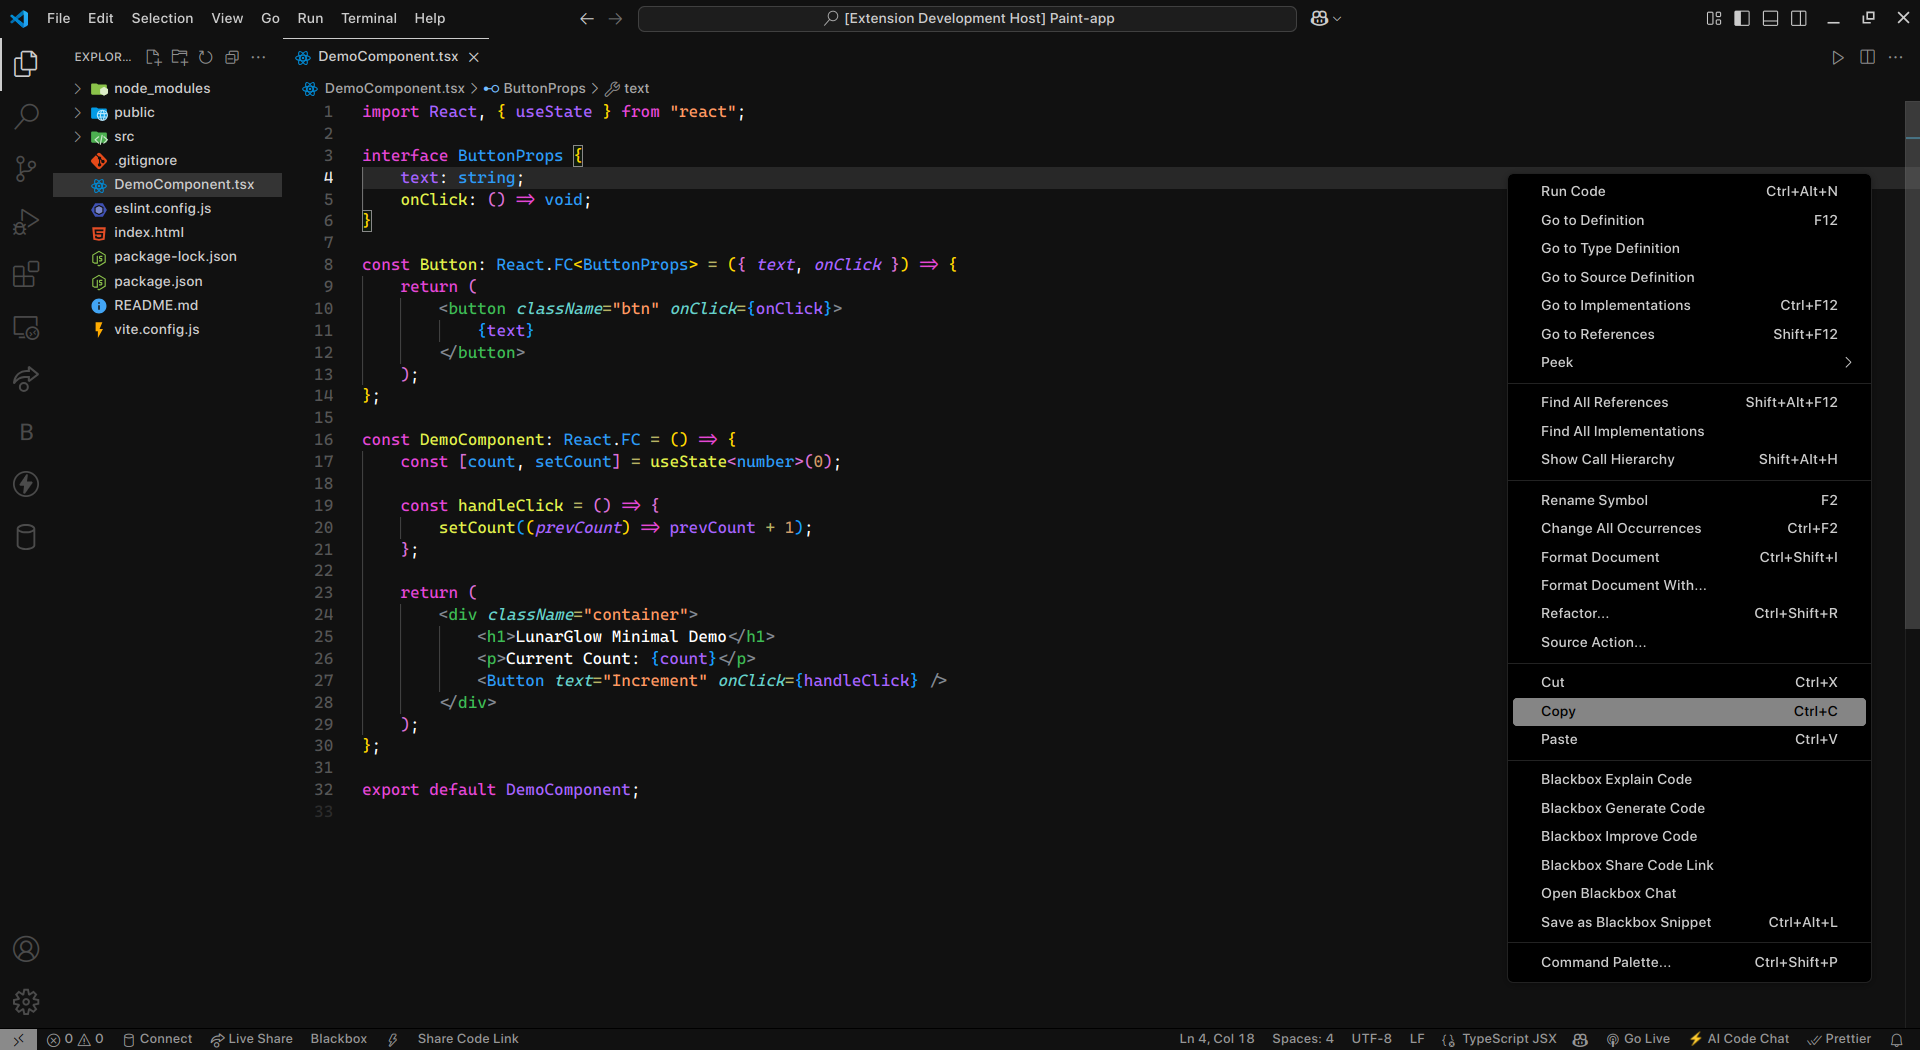 File Edit Selection View Go Run Terminal Help
[Extension Development Host] Paint-app
EXPLOR...
node_modules
public
src
.gitignore
DemoComponent.tsx
eslint.config.js
index.html
package-lock.json
package.json
README.md
vite.config.js
DemoComponent.tsx
DemoComponent.tsx > ButtonProps > text
1 import React, { useState } from "react";
2
3 interface ButtonProps {
4 text: string;
5 onClick: () => void;
6 }
7
8 const Button: React.FC<ButtonProps> = ({ text, onClick }) => {
9 return (
10 <button className="btn" onClick={onClick}>
11 {text}
12 </button>
13 );
14 };
15
16 const DemoComponent: React.FC = () => {
17 const [count, setCount] = useState<number>(0);
18
19 const handleClick = () => {
20 setCount((prevCount) => prevCount + 1);
21 };
22
23 return (
24 <div className="container">
25 <h1>LunarGlow Minimal Demo</h1>
26 <p>Current Count: {count}</p>
27 <Button text="Increment" onClick={handleClick} />
28 </div>
29 );
30 };
31
32 export default DemoComponent;
33
Run Code Ctrl+Alt+N
Go to Definition F12
Go to Type Definition
Go to Source Definition
Go to Implementations Ctrl+F12
Go to References Shift+F12
Peek
Find All References Shift+Alt+F12
Find All Implementations
Show Call Hierarchy Shift+Alt+H
Rename Symbol F2
Change All Occurrences Ctrl+F2
Format Document Ctrl+Shift+I
Format Document With...
Refactor... Ctrl+Shift+R
Source Action...
Cut Ctrl+X
Copy Ctrl+C
Paste Ctrl+V
Blackbox Explain Code
Blackbox Generate Code
Blackbox Improve Code
Blackbox Share Code Link
Open Blackbox Chat
Save as Blackbox Snippet Ctrl+Alt+L
Command Palette... Ctrl+Shift+P
B
0 0 Connect Live Share Blackbox Share Code Link
Ln 4, Col 18 Spaces: 4 UTF-8 LF TypeScript JSX Go Live AI Code Chat Prettier